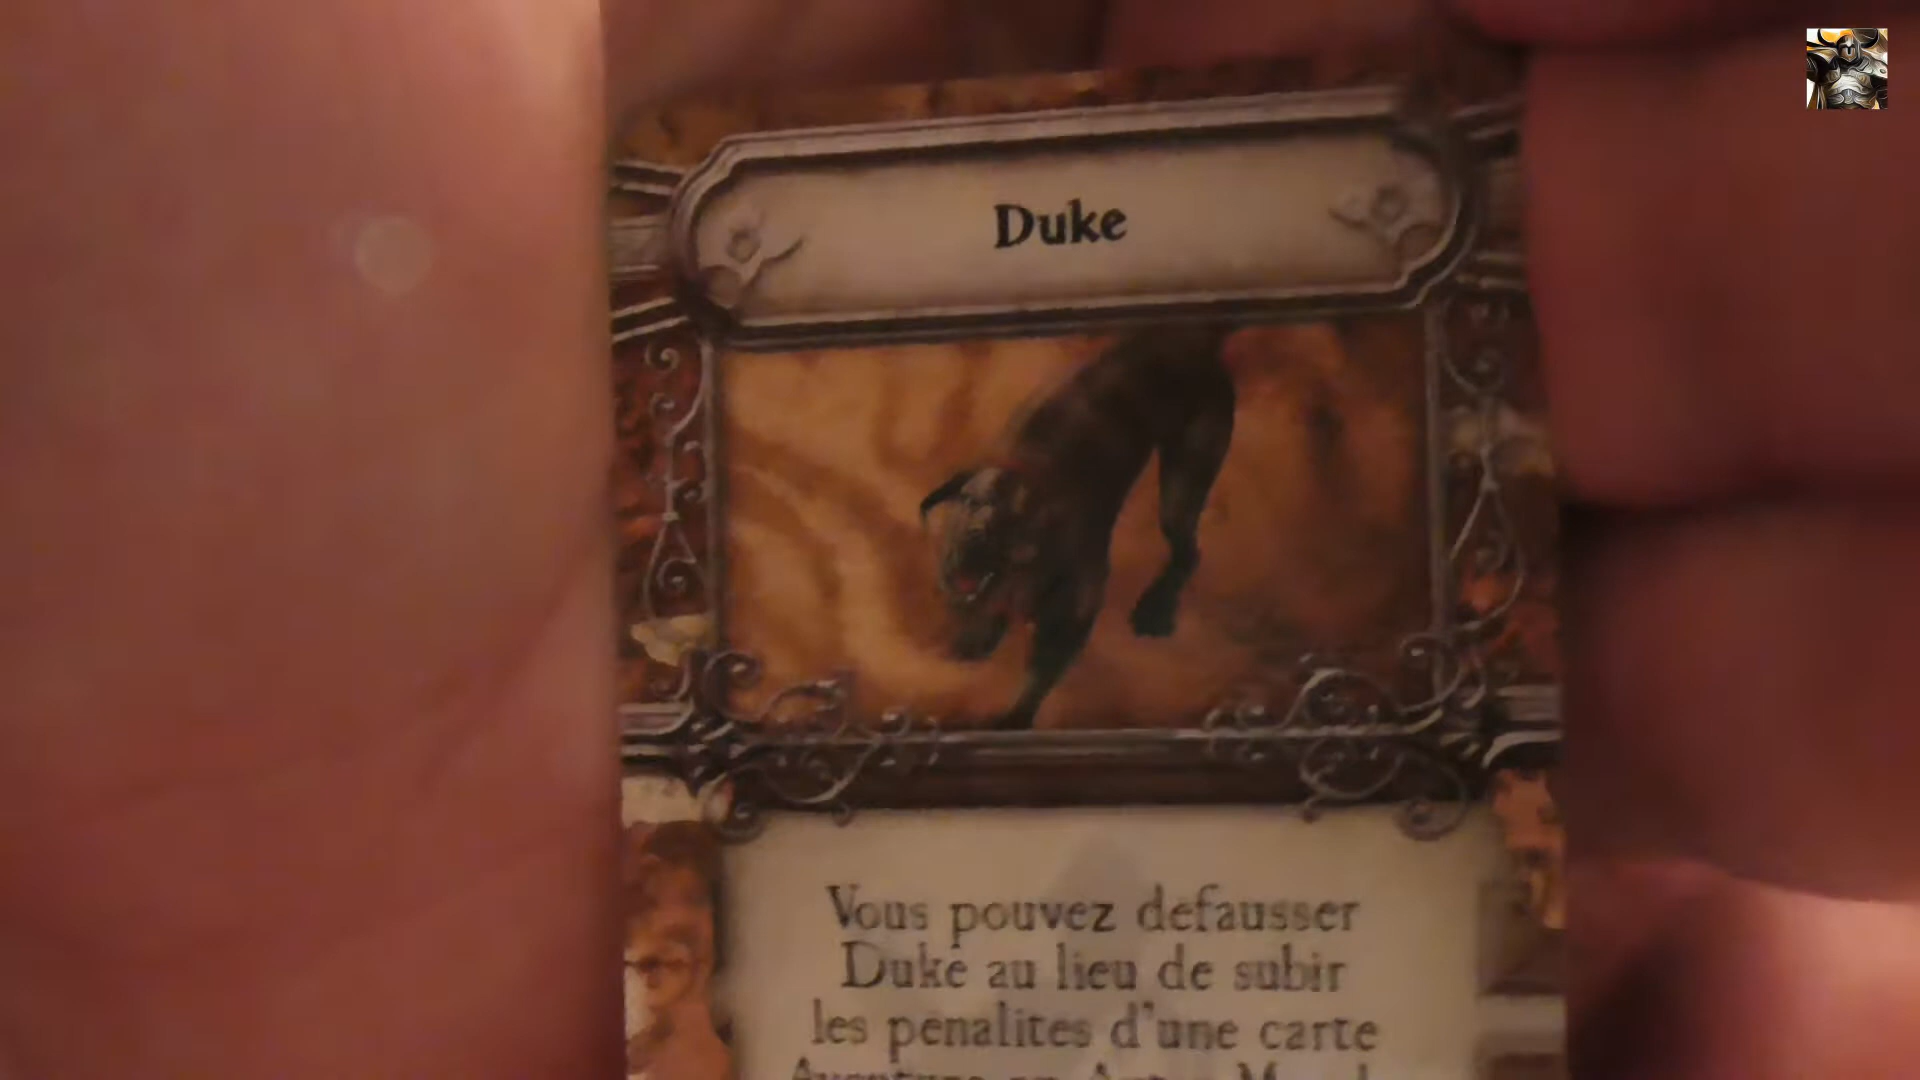 Duke
Vous pouvez defausser
Duke au lieu de subir
les penalites d'une carte